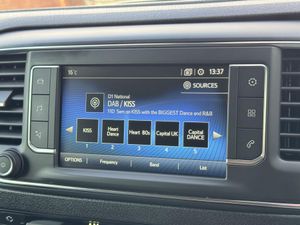 15°C 13:37
D1 National
DAB / KISS
SOURCES
11D 5am on KISS with the BIGGEST Dance and R&B
KISS
Heart Dance
Heart 80s
Capital UK
Capital DANCE
1 2 3 4 5
OPTIONS Frequency Band List